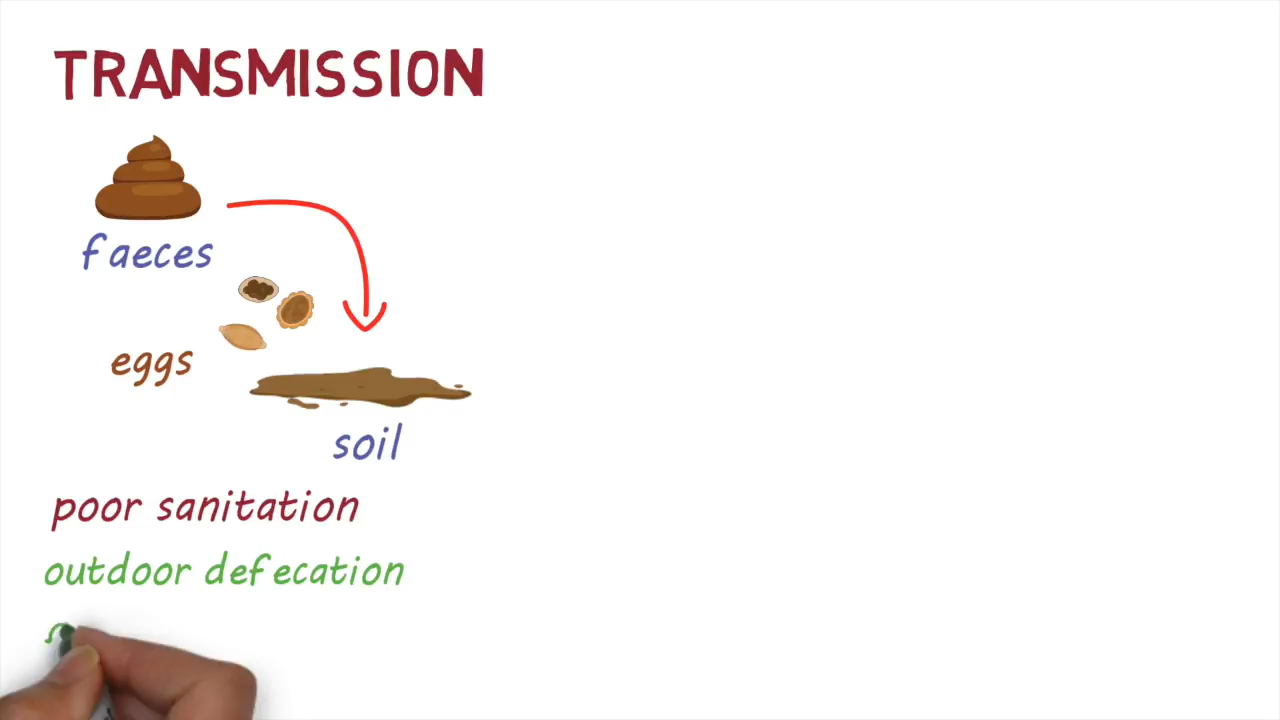 TRANSMISSION
faeces
eggs
soil
poor sanitation
outdoor defecation